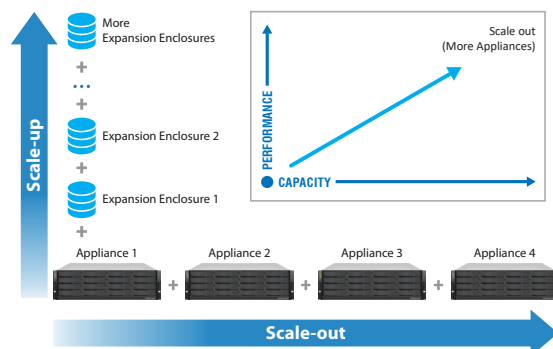 More
Expansion Enclosures
+
...
+
Expansion Enclosure 2
+
Expansion Enclosure 1
+
Scale-up
Scale out
(More Appliances)
PERFORMANCE
CAPACITY
Appliance 1
Appliance 2
Appliance 3
Appliance 4
+ + +
Scale-out